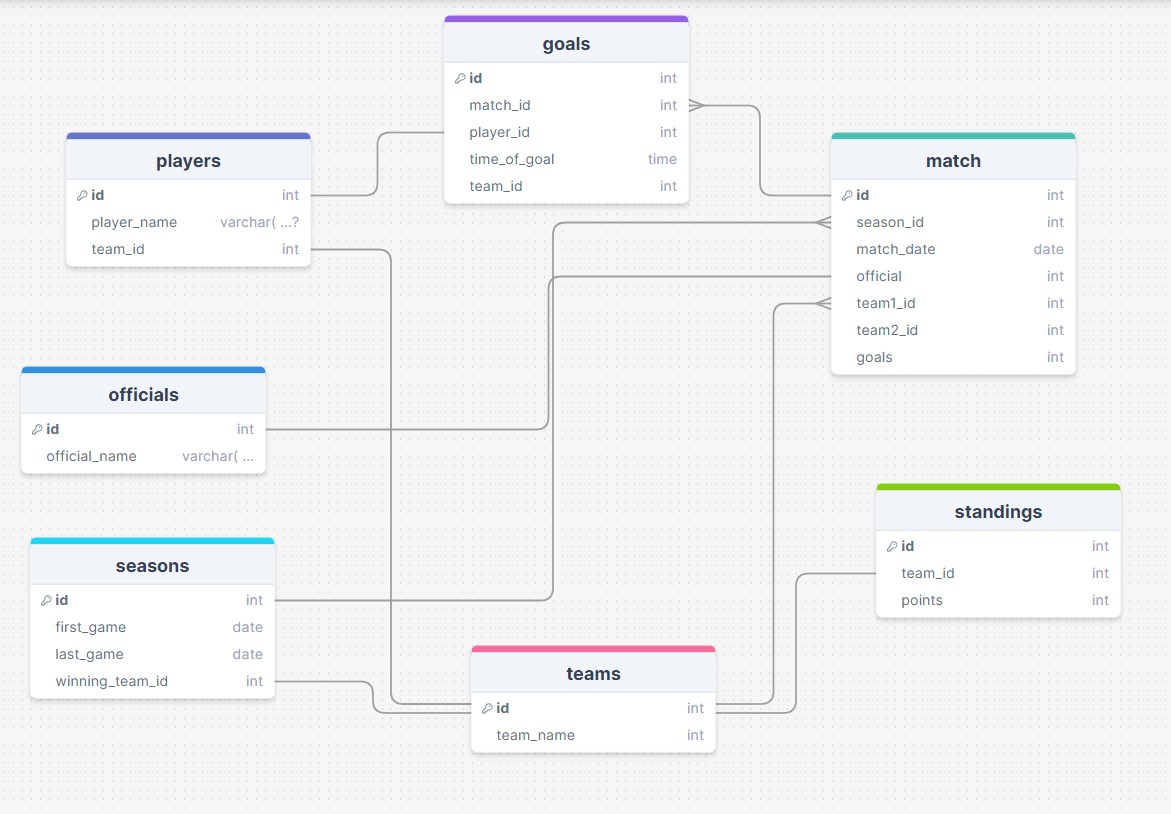 goals
id int
match_id int
player_id int
time_of_goal time
team_id int
players
id int
player_name varchar( ...?
team_id int
match
id int
season_id int
match_date date
official int
team1_id int
team2_id int
goals int
officials
id int
official_name varchar( ...
standings
id int
team_id int
points int
seasons
id int
first_game date
last_game date
winning_team_id int
teams
id int
team_name int